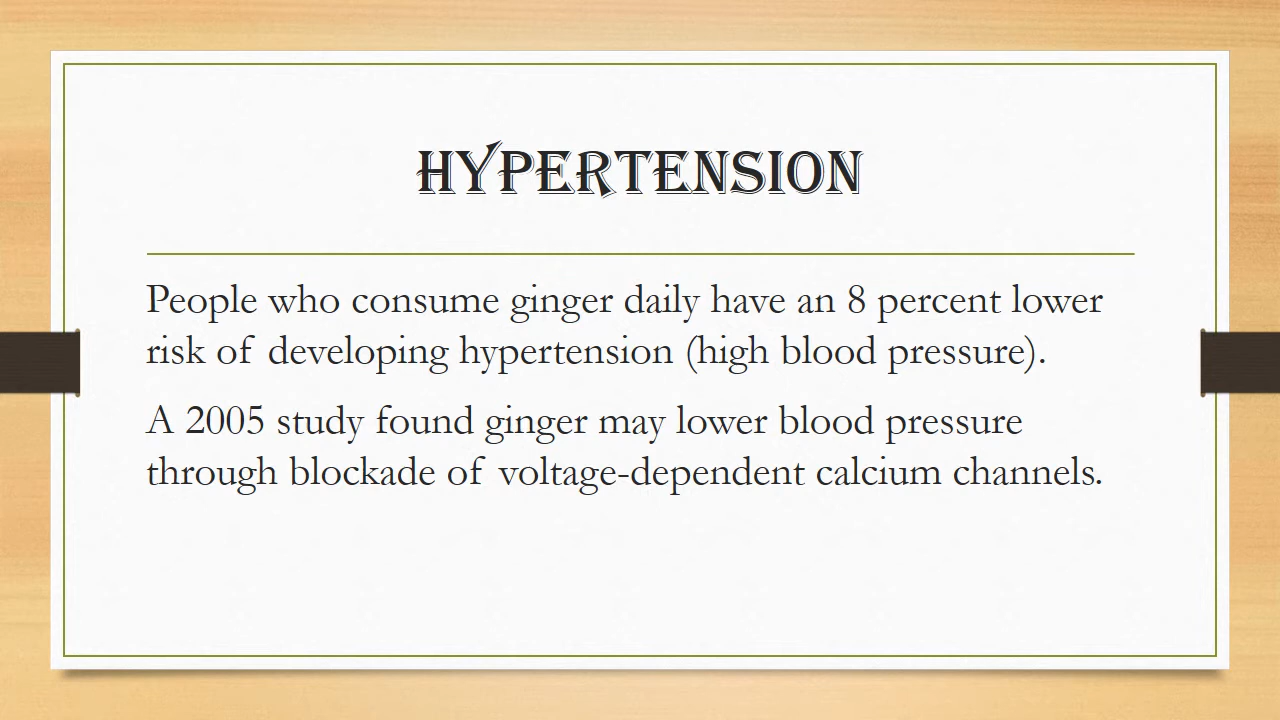 HYPERTENSION
People who consume ginger daily have an 8 percent lower
risk of developing hypertension (high blood pressure).
A 2005 study found ginger may lower blood pressure
through blockade of voltage-dependent calcium channels.